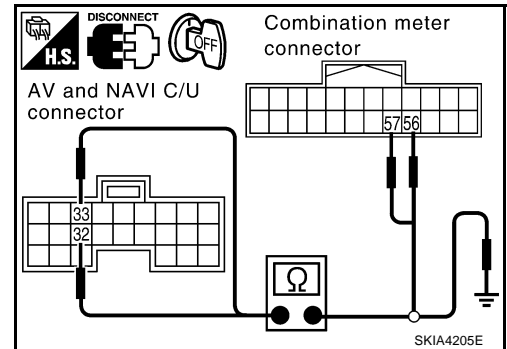 DISCONNECT
H.S.
OFF
Combination meter
connector
AV and NAVI C/U
connector
57 56
33
32
Ω
SKIA4205E